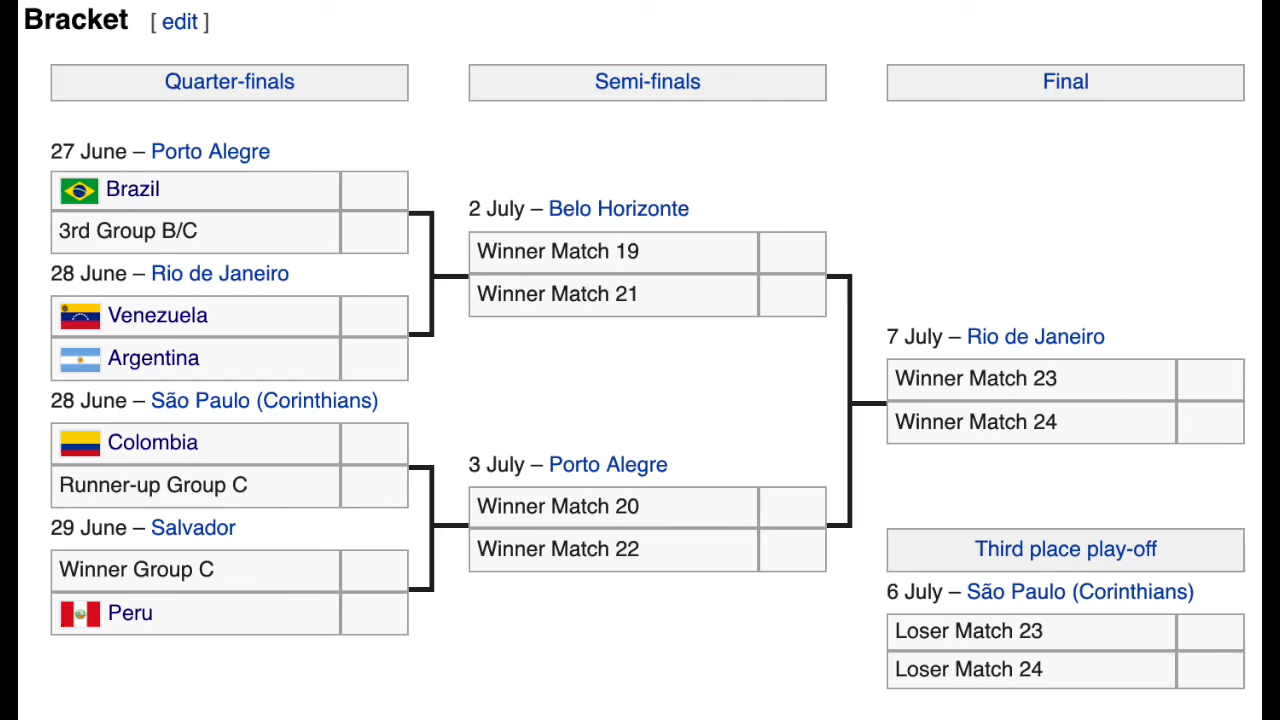 Bracket [ edit ]
Quarter-finals
Semi-finals
Final
27 June – Porto Alegre
Brazil
3rd Group B/C
28 June – Rio de Janeiro
Venezuela
Argentina
28 June – São Paulo (Corinthians)
Colombia
Runner-up Group C
29 June – Salvador
Winner Group C
Peru
2 July – Belo Horizonte
Winner Match 19
Winner Match 21
3 July – Porto Alegre
Winner Match 20
Winner Match 22
7 July – Rio de Janeiro
Winner Match 23
Winner Match 24
Third place play-off
6 July – São Paulo (Corinthians)
Loser Match 23
Loser Match 24